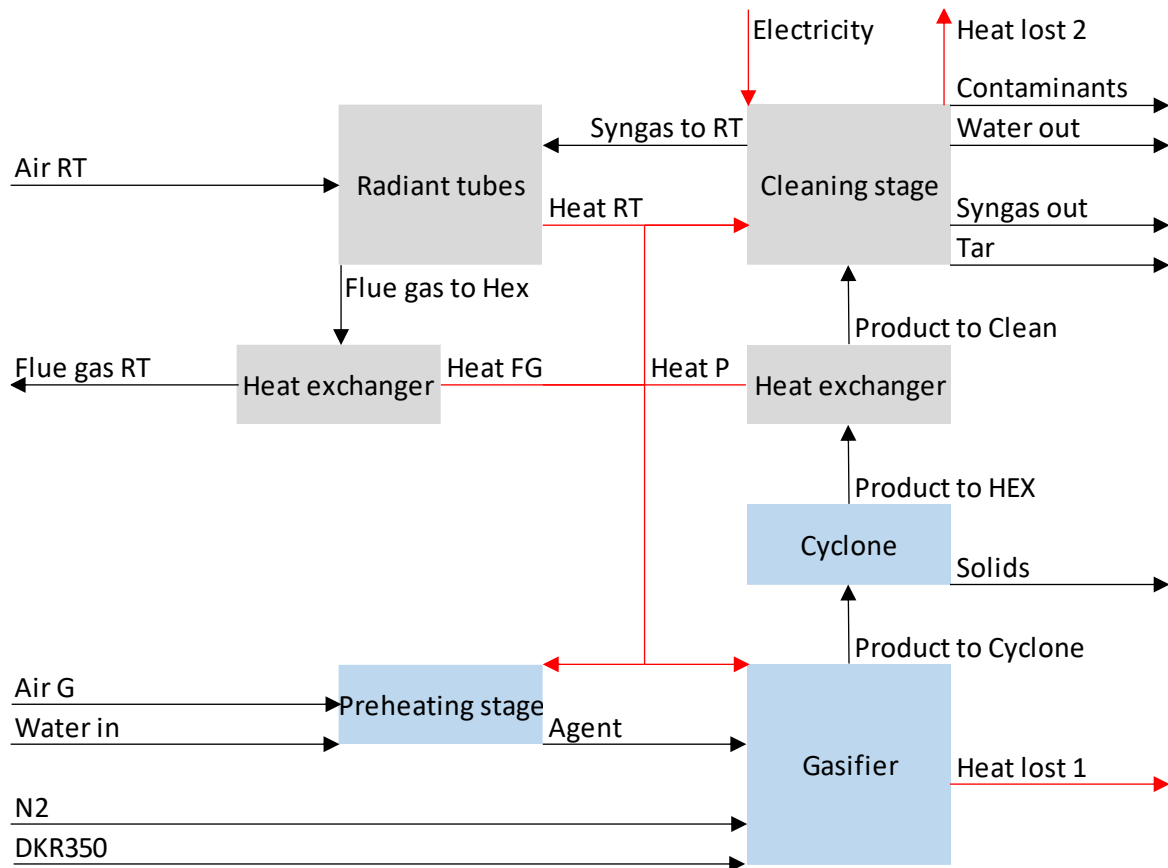 Electricity
Heat lost 2
Contaminants
Syngas to RT
Water out
Air RT
Radiant tubes
Cleaning stage
Heat RT
Syngas out
Tar
Flue gas to Hex
Product to Clean
Flue gas RT
Heat exchanger
Heat FG
Heat P
Heat exchanger
Product to HEX
Cyclone
Solids
Product to Cyclone
Air G
Preheating stage
Water in
Agent
Gasifier
Heat lost 1
N2
DKR350